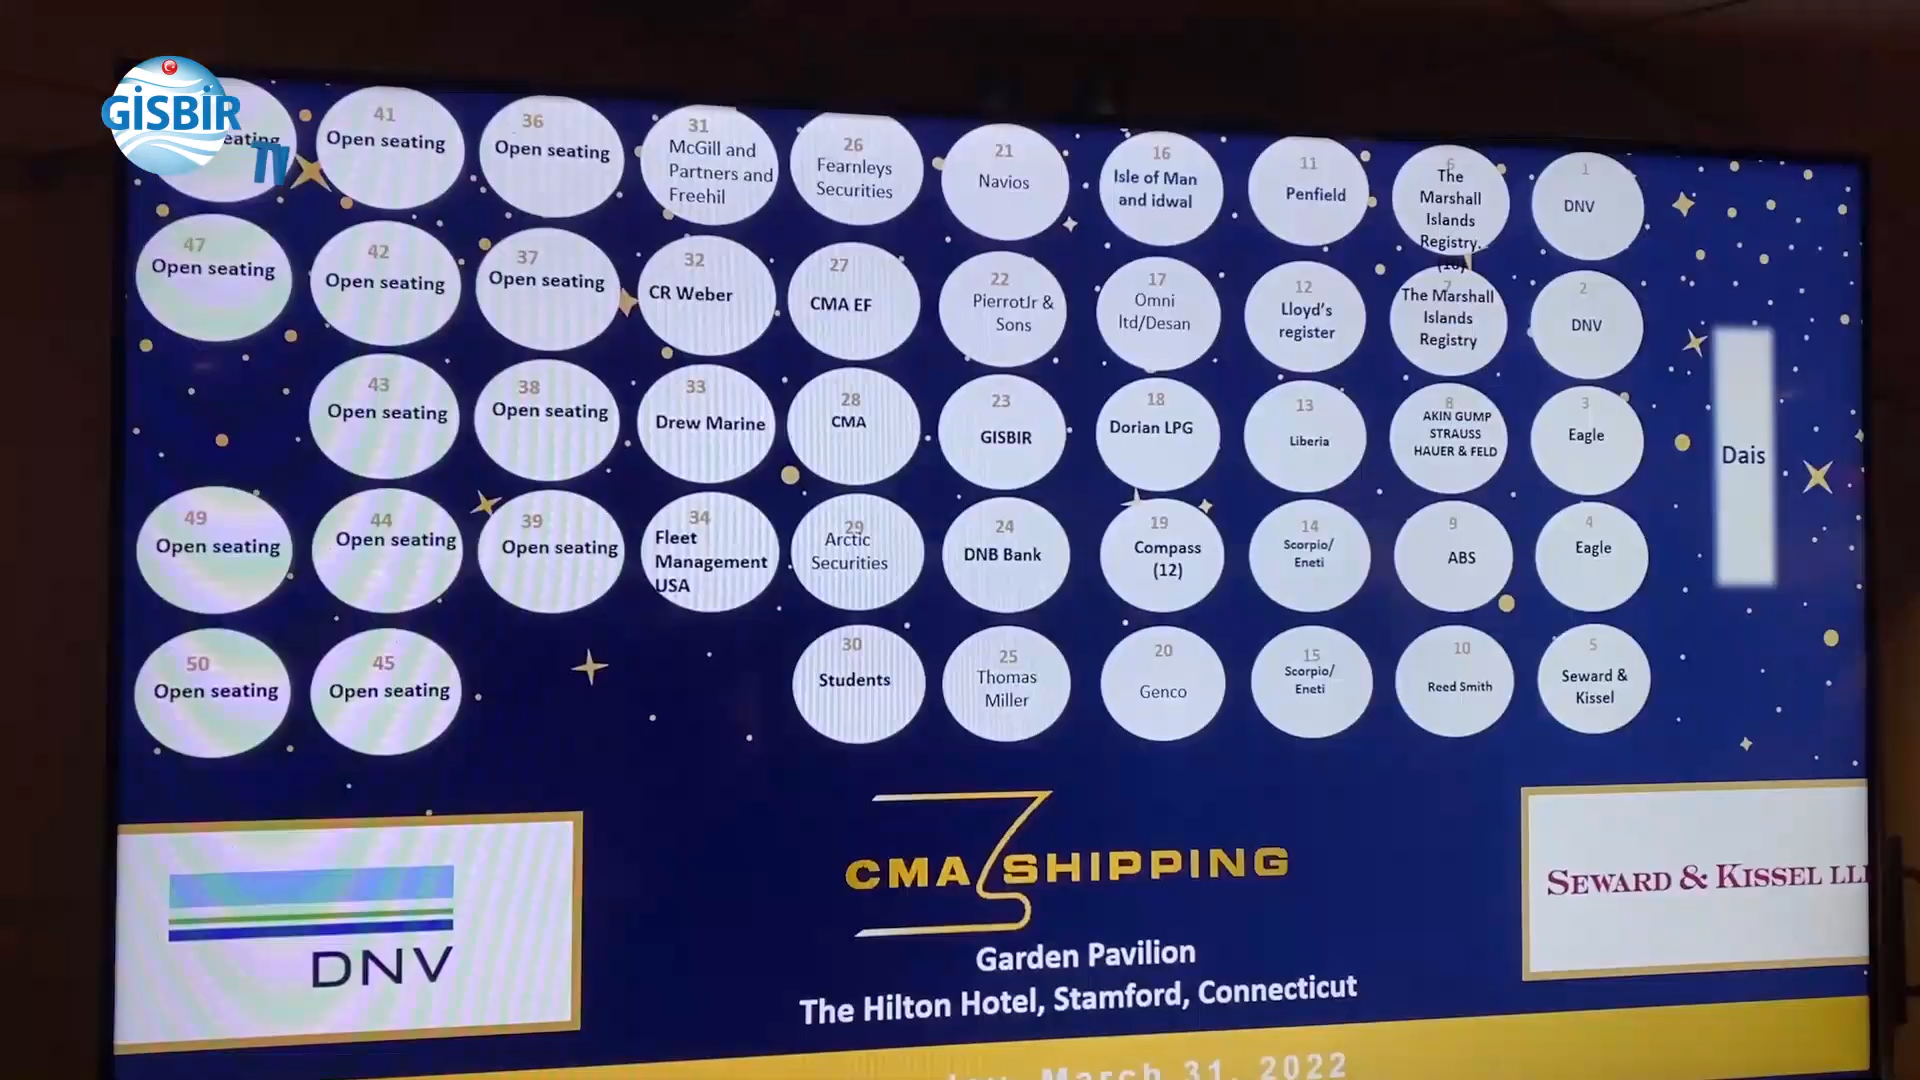 GİSBİR
TV
eating
41
Open seating
36
Open seating
31
McGill and
Partners and
Freehil
26
Fearnleys
Securities
21
Navios
16
Isle of Man
and idwal
11
Penfield
6
The
Marshall
Islands
Registry.
(10)
1
DNV
47
Open seating
42
Open seating
37
Open seating
32
CR Weber
27
CMA EF
22
PierrotJr &
Sons
17
Omni
ltd/Desan
12
Lloyd's
register
7
The Marshall
Islands
Registry
2
DNV
43
Open seating
38
Open seating
33
Drew Marine
28
CMA
23
GISBIR
18
Dorian LPG
13
Liberia
8
AKIN GUMP
STRAUSS
HAUER & FELD
3
Eagle
Dais
49
Open seating
44
Open seating
39
Open seating
34
Fleet
Management
USA
29
Arctic
Securities
24
DNB Bank
19
Compass
(12)
14
Scorpio/
Eneti
9
ABS
4
Eagle
50
Open seating
45
Open seating
30
Students
25
Thomas
Miller
20
Genco
15
Scorpio/
Eneti
10
Reed Smith
5
Seward &
Kissel
DNV
CMA SHIPPING
Garden Pavilion
The Hilton Hotel, Stamford, Connecticut
SEWARD & KISSEL LL
March 31, 2022